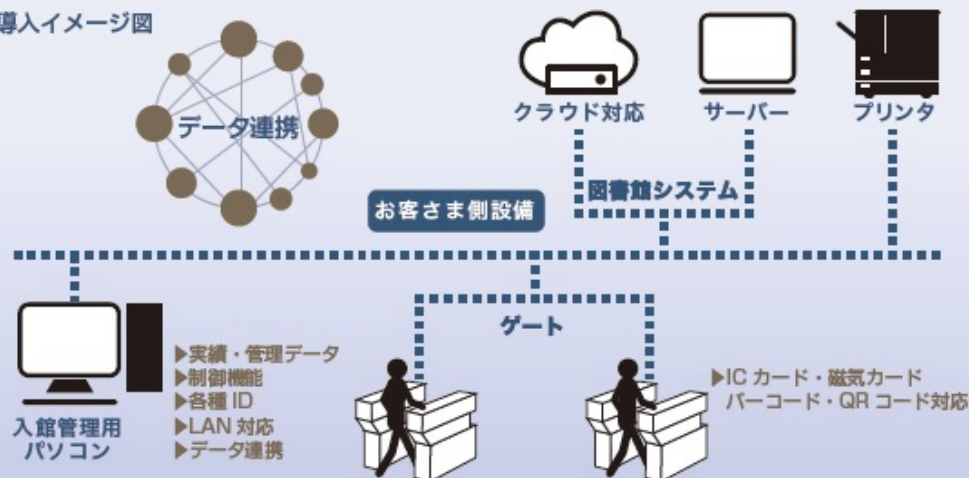 導入イメージ図
データ連携
クラウド対応
サーバー
プリンタ
図書館システム
お客さま側設備
ゲート
入館管理用
パソコン
▶実績・管理データ
▶制御機能
▶各種 ID
▶LAN 対応
▶データ連携
▶IC カード・磁気カード
バーコード・QR コード対応